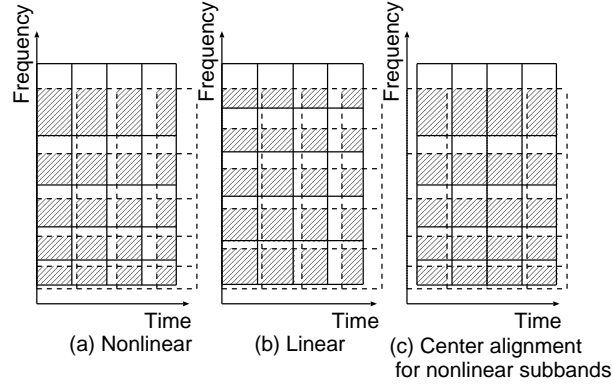 Frequency
Frequency
Frequency
Time
Time
Time
(a) Nonlinear
(b) Linear
(c) Center alignment
for nonlinear subbands